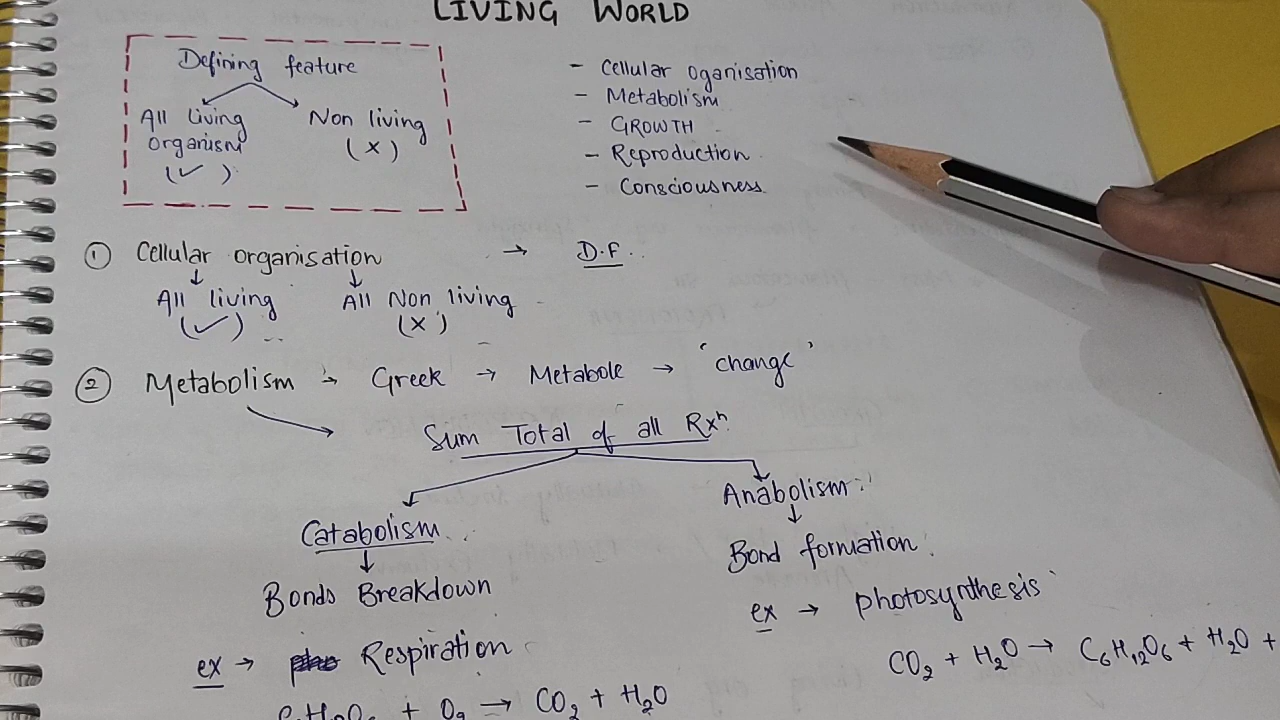 LIVING WORLD
Defining feature
All Living Organism (✓)
Non living (×)
- Cellular Oganisation
- Metabolism
- GROWTH
- Reproduction
- Consciousness
① Cellular organisation → D.F.
↓ ↓
All living (✓)
All Non living (×)
② Metabolism → Greek → Metabole → 'change'
Sum Total of all Rxⁿ
Catabolism
↓
Bonds Breakdown
ex → Respiration
+ O₂ → CO₂ + H₂O
Anabolism
↓
Bond formation
ex → photosynthesis
CO₂ + H₂O → C₆H₁₂O₆ + H₂O +